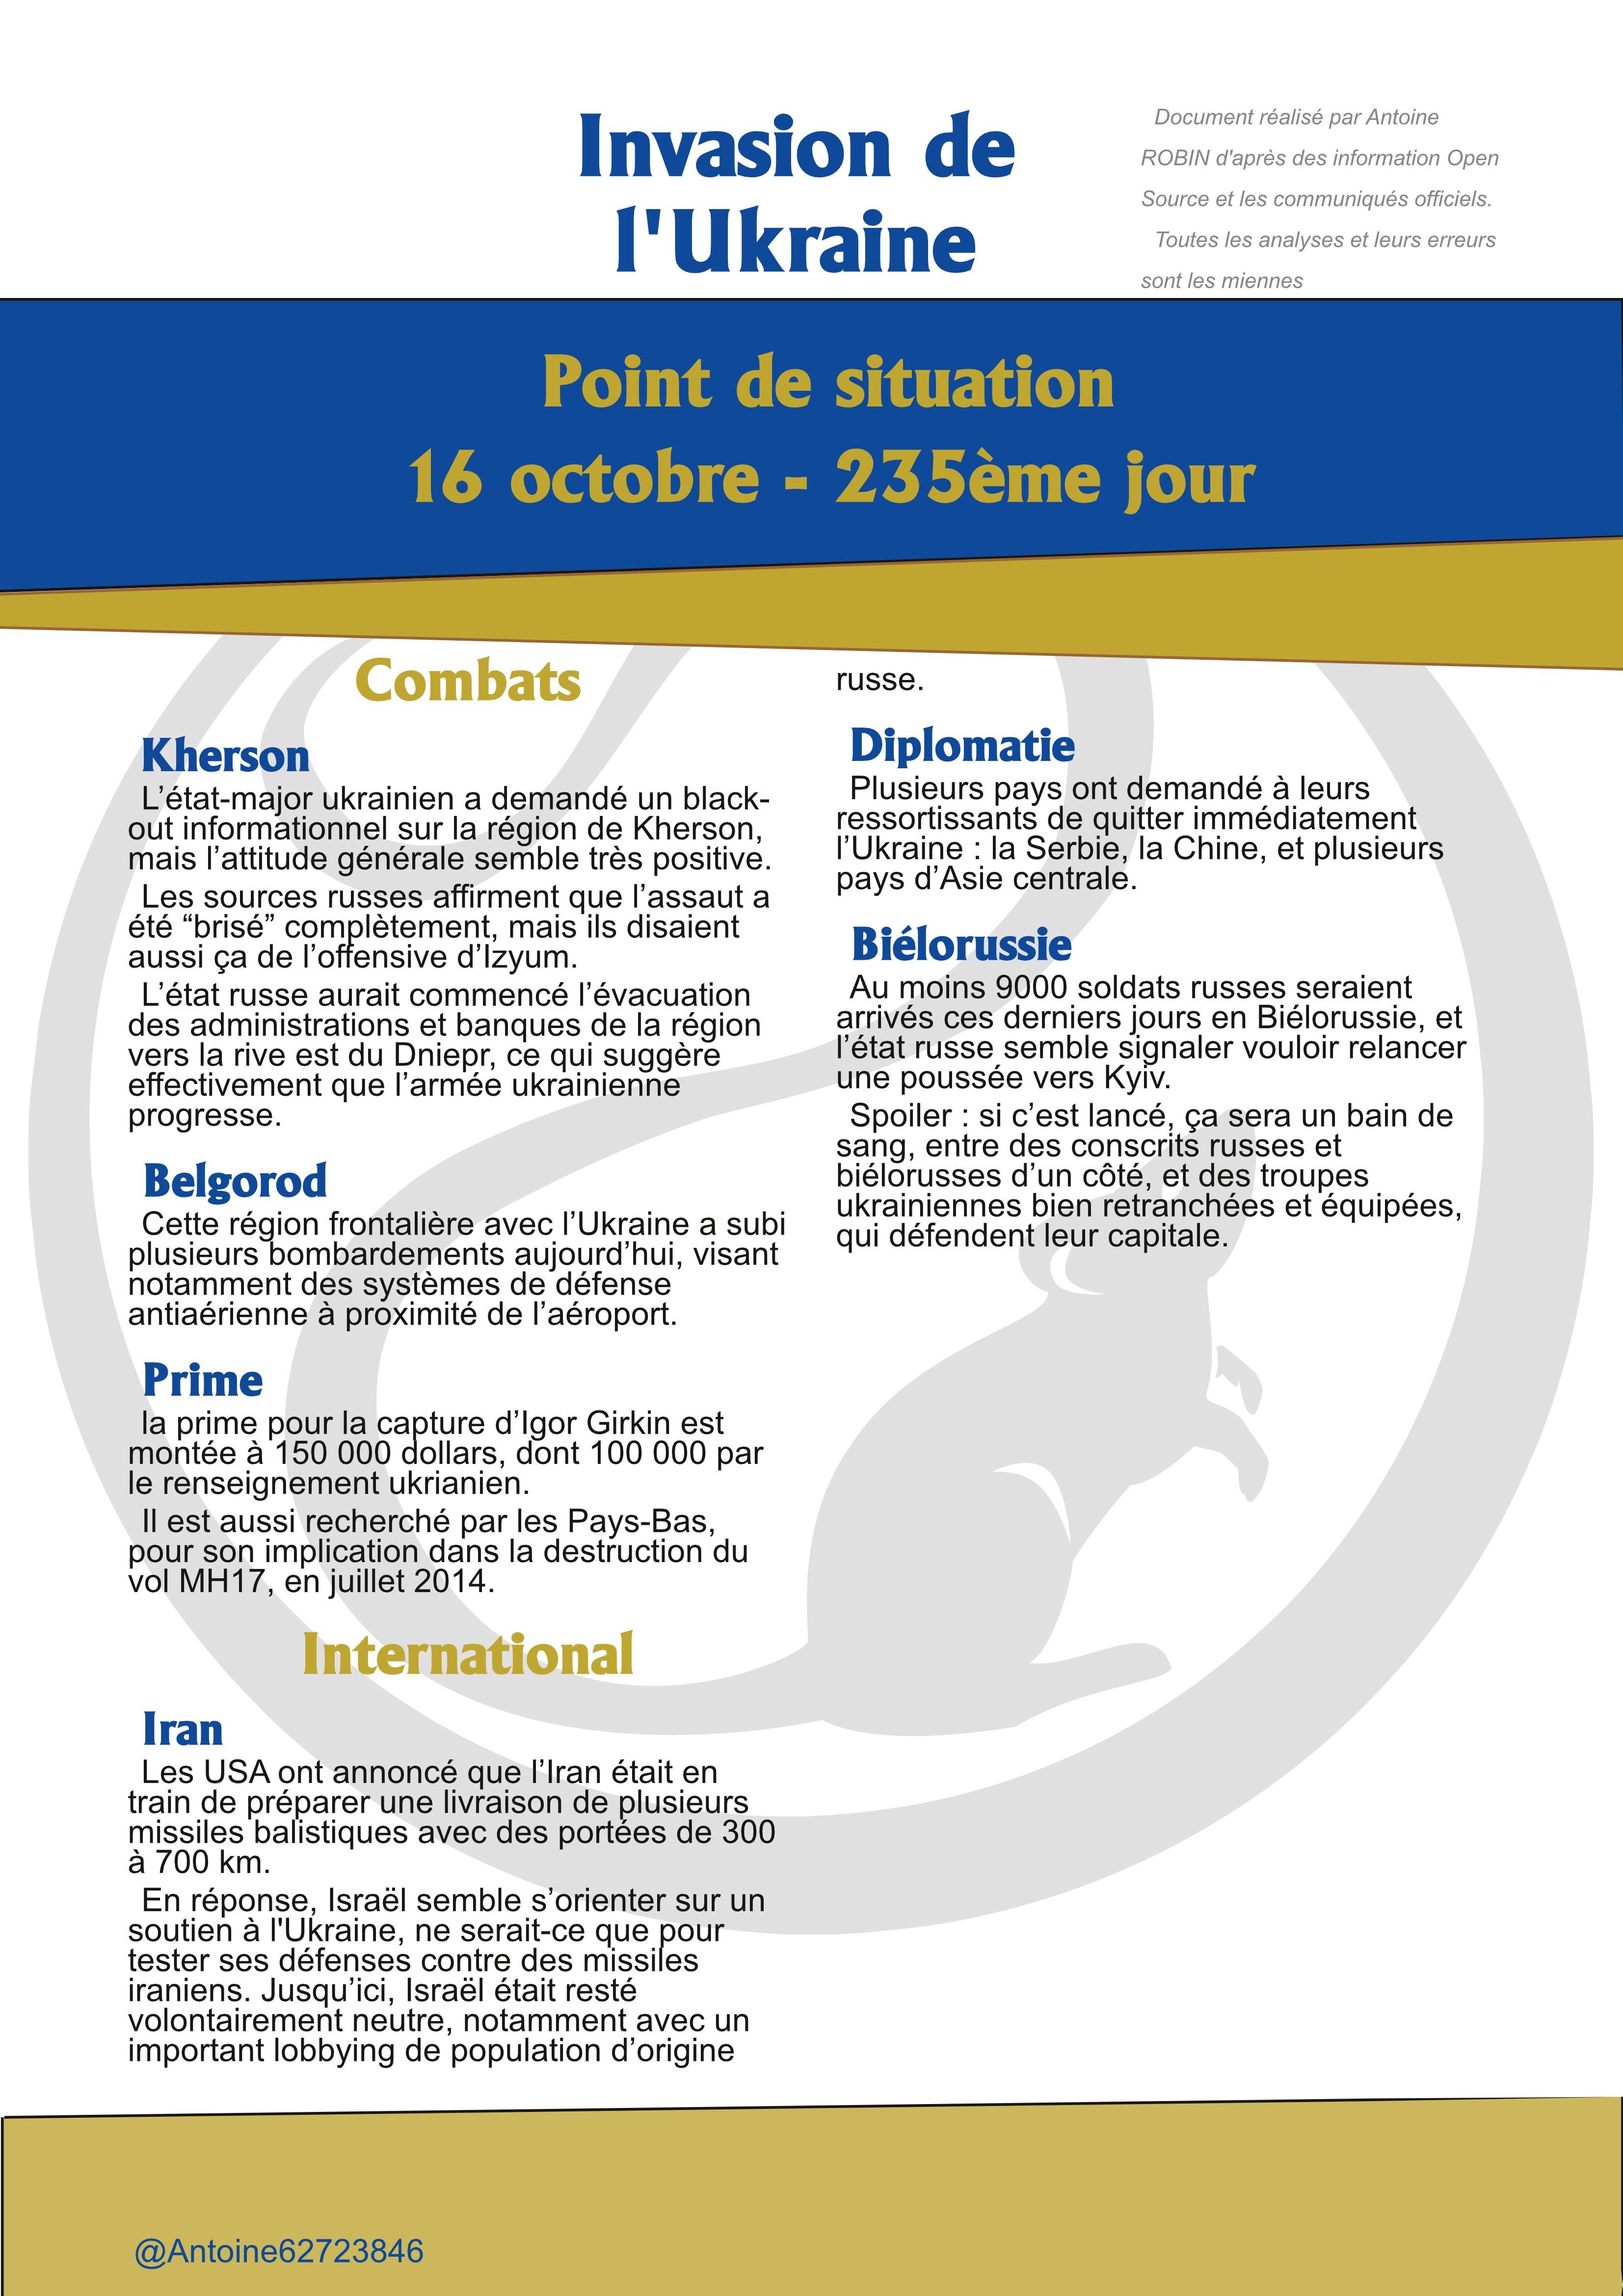 Invasion de
l'Ukraine
Document réalisé par Antoine
ROBIN d'après des information Open
Source et les communiqués officiels.
Toutes les analyses et leurs erreurs
sont les miennes
Point de situation
16 octobre - 235ème jour
Combats
Kherson
L’état-major ukrainien a demandé un black-
out informationnel sur la région de Kherson,
mais l’attitude générale semble très positive.
Les sources russes affirment que l’assaut a
été “brisé” complètement, mais ils disaient
aussi ça de l’offensive d’Izyum.
L’état russe aurait commencé l’évacuation
des administrations et banques de la région
vers la rive est du Dniepr, ce qui suggère
effectivement que l’armée ukrainienne
progresse.
Belgorod
Cette région frontalière avec l’Ukraine a subi
plusieurs bombardements aujourd’hui, visant
notamment des systèmes de défense
antiaérienne à proximité de l’aéroport.
Prime
la prime pour la capture d’Igor Girkin est
montée à 150 000 dollars, dont 100 000 par
le renseignement ukrianien.
Il est aussi recherché par les Pays-Bas,
pour son implication dans la destruction du
vol MH17, en juillet 2014.
International
Iran
Les USA ont annoncé que l’Iran était en
train de préparer une livraison de plusieurs
missiles balistiques avec des portées de 300
à 700 km.
En réponse, Israël semble s’orienter sur un
soutien à l'Ukraine, ne serait-ce que pour
tester ses défenses contre des missiles
iraniens. Jusqu’ici, Israël était resté
volontairement neutre, notamment avec un
important lobbying de population d’origine
russe.
Diplomatie
Plusieurs pays ont demandé à leurs
ressortissants de quitter immédiatement
l’Ukraine : la Serbie, la Chine, et plusieurs
pays d’Asie centrale.
Biélorussie
Au moins 9000 soldats russes seraient
arrivés ces derniers jours en Biélorussie, et
l’état russe semble signaler vouloir relancer
une poussée vers Kyiv.
Spoiler : si c’est lancé, ça sera un bain de
sang, entre des conscrits russes et
biélorusses d’un côté, et des troupes
ukrainiennes bien retranchées et équipées,
qui défendent leur capitale.
@Antoine62723846